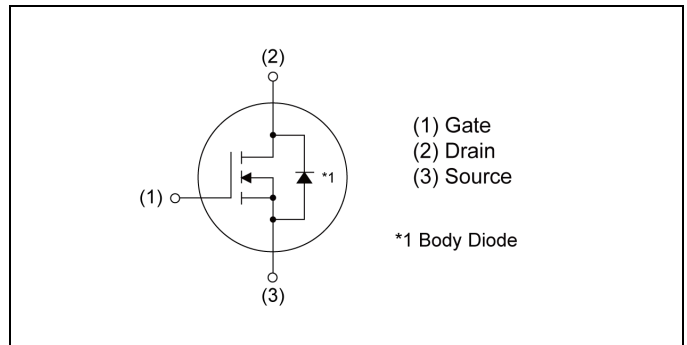 (2)
(1) Gate
(2) Drain
(3) Source
*1
(1)
*1 Body Diode
(3)